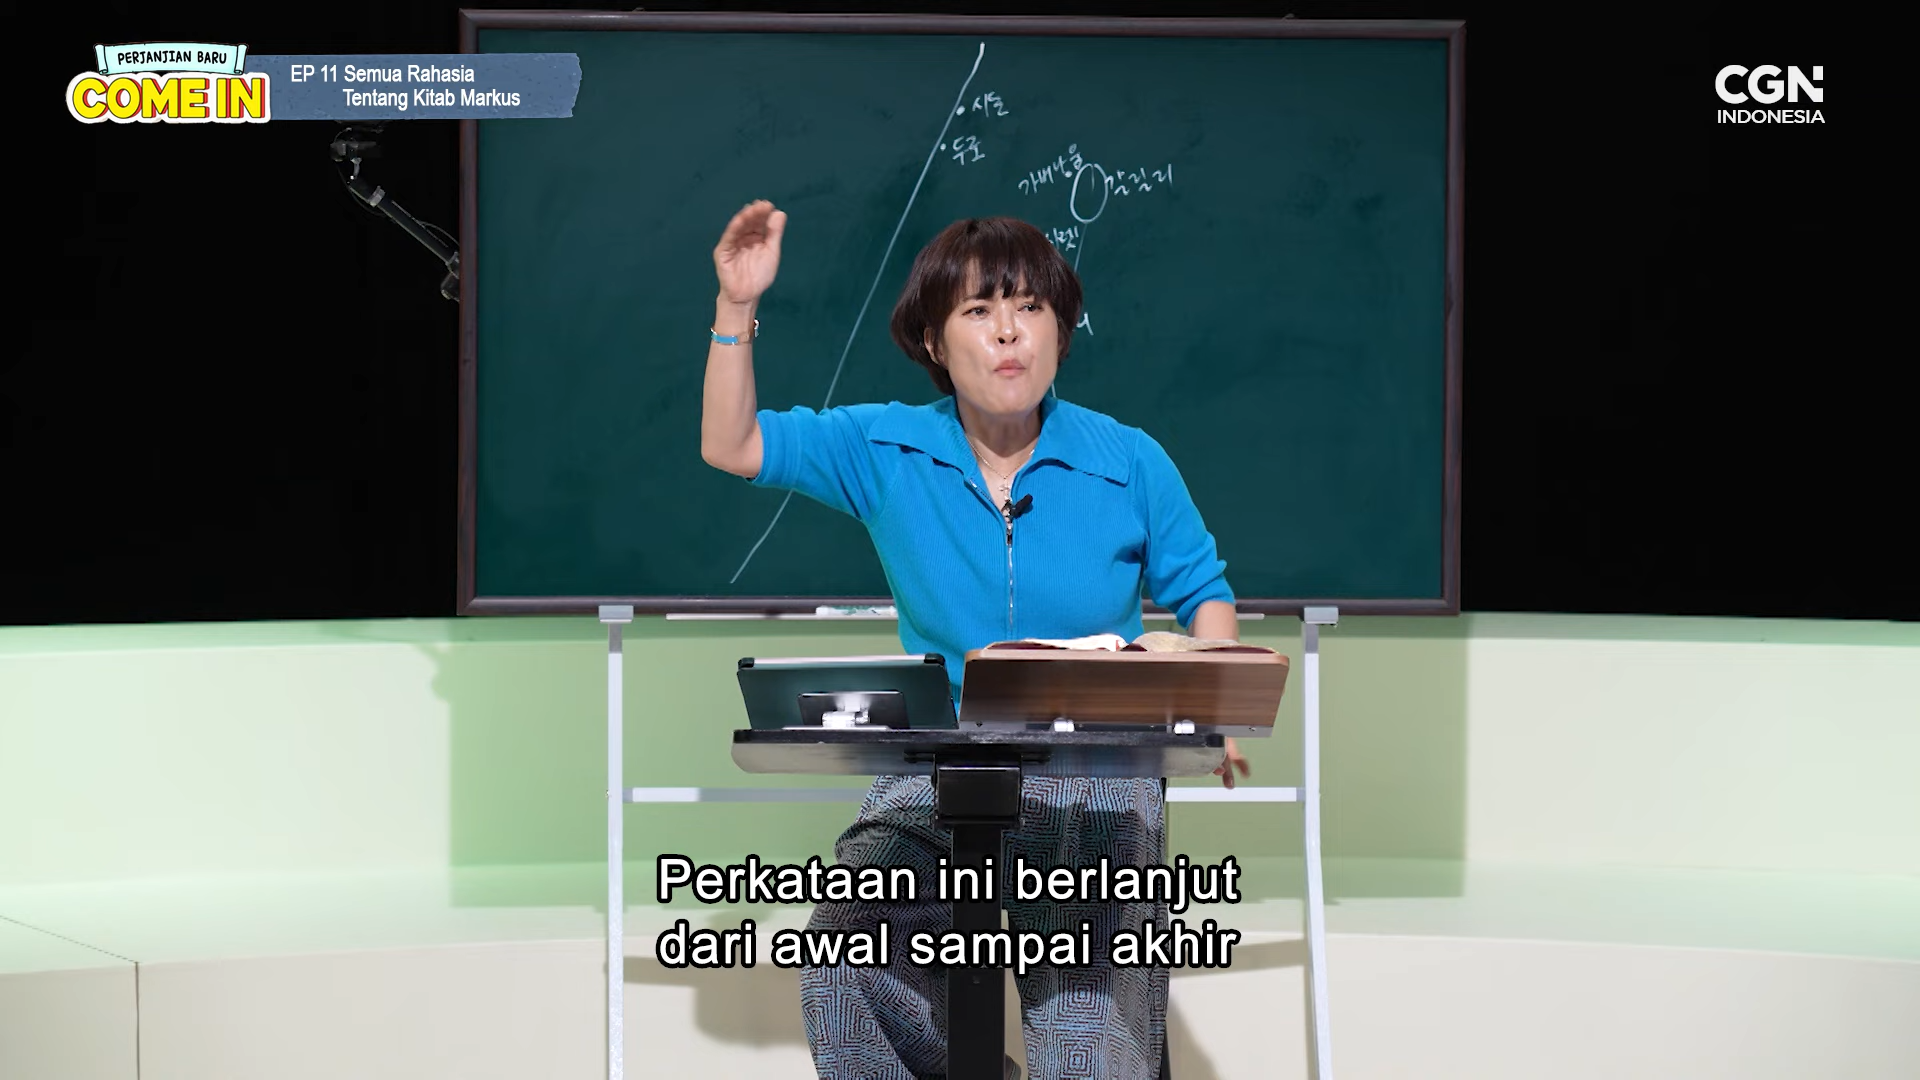 PERJANJIAN BARU
COME IN
EP 11 Semua Rahasia
Tentang Kitab Markus
CGN
INDONESIA
시돈
두로
가버나움
갈릴리
Perkataan ini berlanjut
dari awal sampai akhir